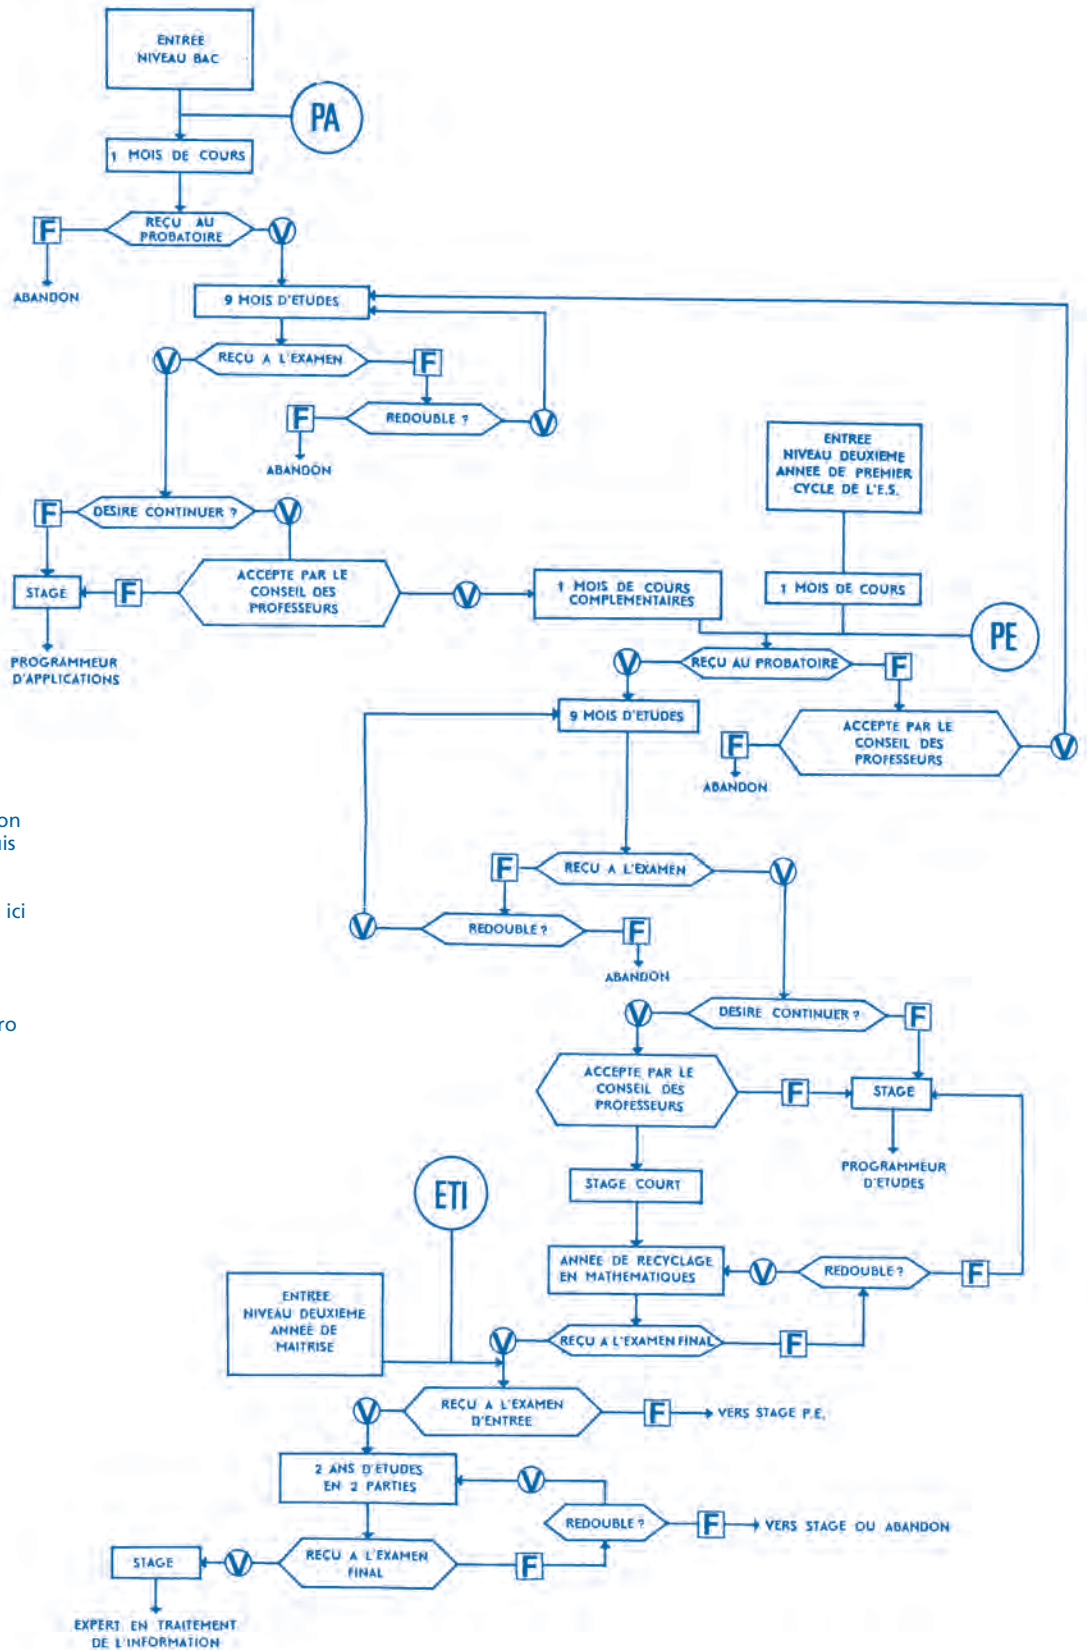 ENTREE
NIVEAU BAC
PA
1 MOIS DE COURS
F
REÇU AU
PROBATOIRE
V
ABANDON
9 MOIS D'ETUDES
V
REÇU A L'EXAMEN
F
F
REDOUBLE ?
V
ABANDON
ENTREE
NIVEAU DEUXIEME
ANNEE DE PREMIER
CYCLE DE L'E.S.
F
DESIRE CONTINUER ?
V
STAGE
F
ACCEPTE PAR LE
CONSEIL DES
PROFESSEURS
V
1 MOIS DE COURS
COMPLEMENTAIRES
1 MOIS DE COURS
PE
PROGRAMMEUR
D'APPLICATIONS
V
REÇU AU PROBATOIRE
F
9 MOIS D'ETUDES
F
ACCEPTE PAR LE
CONSEIL DES
PROFESSEURS
V
ABANDON
on
uis
ici
ro
F
REÇU A L'EXAMEN
V
V
REDOUBLE ?
F
ABANDON
V
DESIRE CONTINUER ?
F
ACCEPTE PAR LE
CONSEIL DES
PROFESSEURS
F
STAGE
PROGRAMMEUR
D'ETUDES
ETI
STAGE COURT
ANNEE DE RECYCLAGE
EN MATHEMATIQUES
V
REDOUBLE ?
F
ENTREE
NIVEAU DEUXIEME
ANNEE DE
MAITRISE
V
REÇU A L'EXAMEN FINAL
F
V
REÇU A L'EXAMEN
D'ENTREE
F
VERS STAGE P.E.
2 ANS D'ETUDES
EN 2 PARTIES
V
REDOUBLE ?
F
VERS STAGE OU ABANDON
STAGE
V
REÇU A L'EXAMEN
FINAL
F
EXPERT EN TRAITEMENT
DE L'INFORMATION